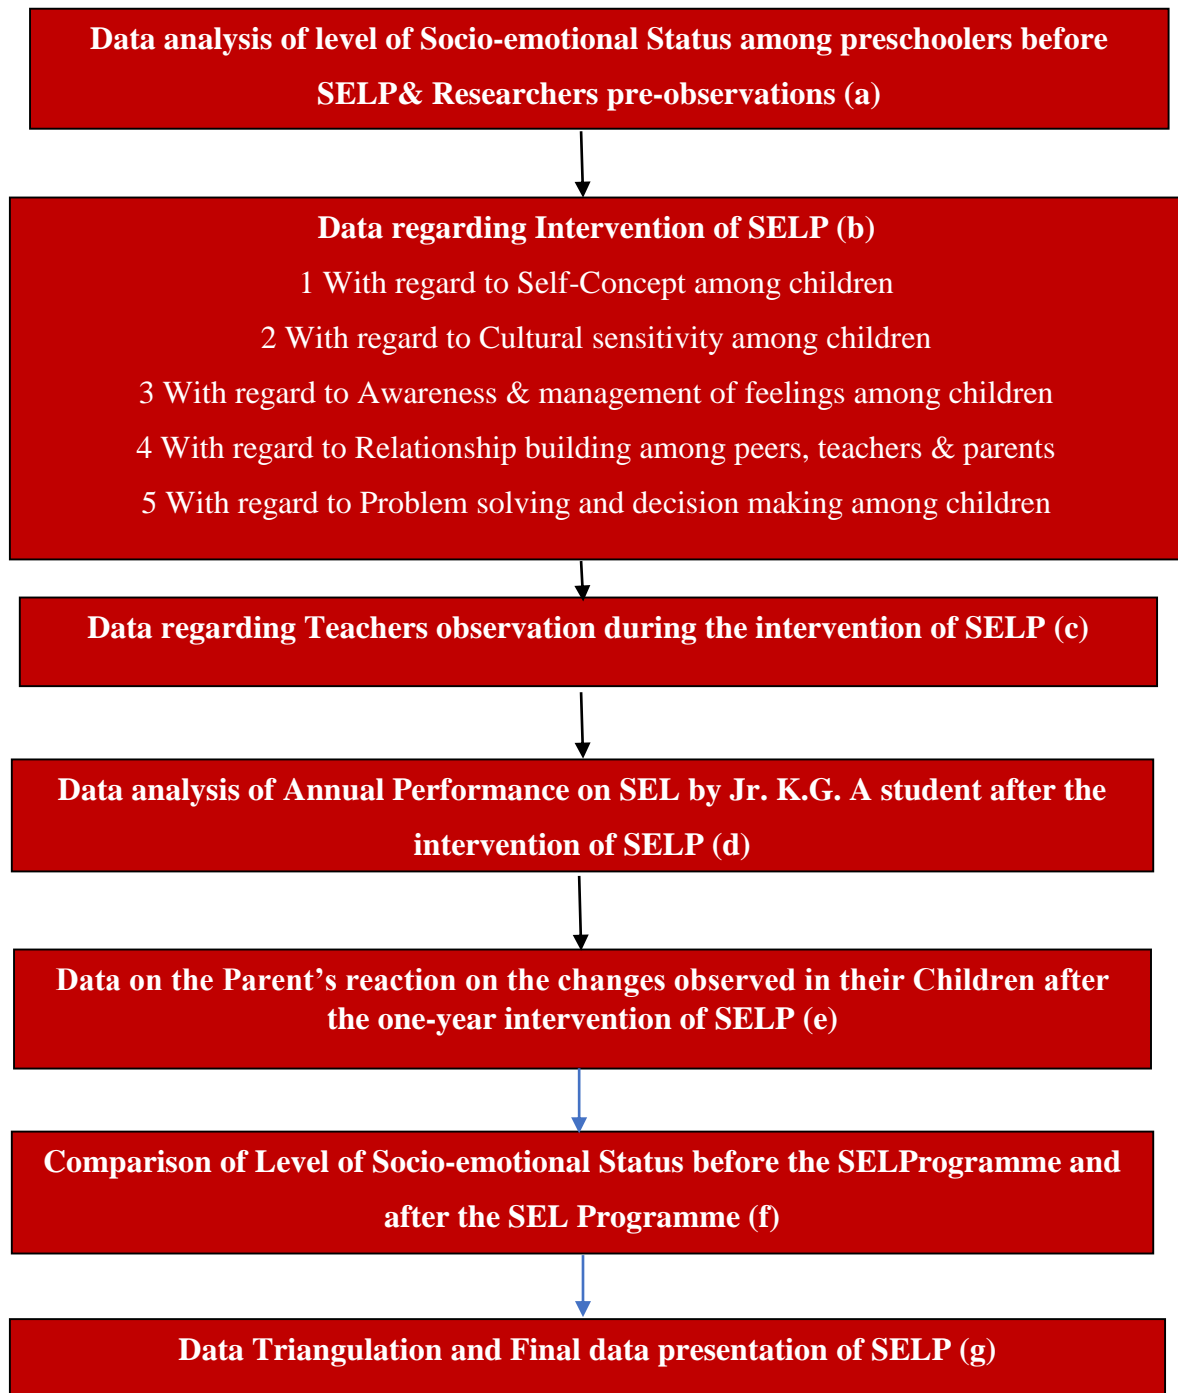 Data analysis of level of Socio-emotional Status among preschoolers before
SELP& Researchers pre-observations (a)
Data regarding Intervention of SELP (b)
1 With regard to Self-Concept among children
2 With regard to Cultural sensitivity among children
3 With regard to Awareness & management of feelings among children
4 With regard to Relationship building among peers, teachers & parents
5 With regard to Problem solving and decision making among children
Data regarding Teachers observation during the intervention of SELP (c)
Data analysis of Annual Performance on SEL by Jr. K.G. A student after the
intervention of SELP (d)
Data on the Parent’s reaction on the changes observed in their Children after
the one-year intervention of SELP (e)
Comparison of Level of Socio-emotional Status before the SELProgramme and
after the SEL Programme (f)
Data Triangulation and Final data presentation of SELP (g)